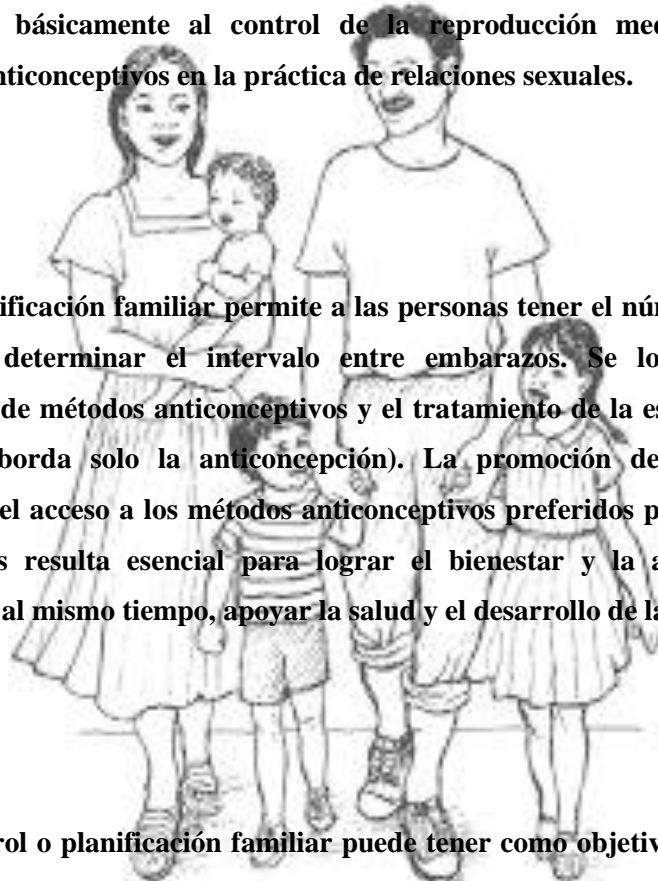 básicamente al control de la reproducción med
nticonceptivos en la práctica de relaciones sexuales.
ificación familiar permite a las personas tener el núr
determinar el intervalo entre embarazos. Se lo
de métodos anticonceptivos y el tratamiento de la es
borda solo la anticoncepción). La promoción de
el acceso a los métodos anticonceptivos preferidos p
s resulta esencial para lograr el bienestar y la a
al mismo tiempo, apoyar la salud y el desarrollo de la
rol o planificación familiar puede tener como objetiv